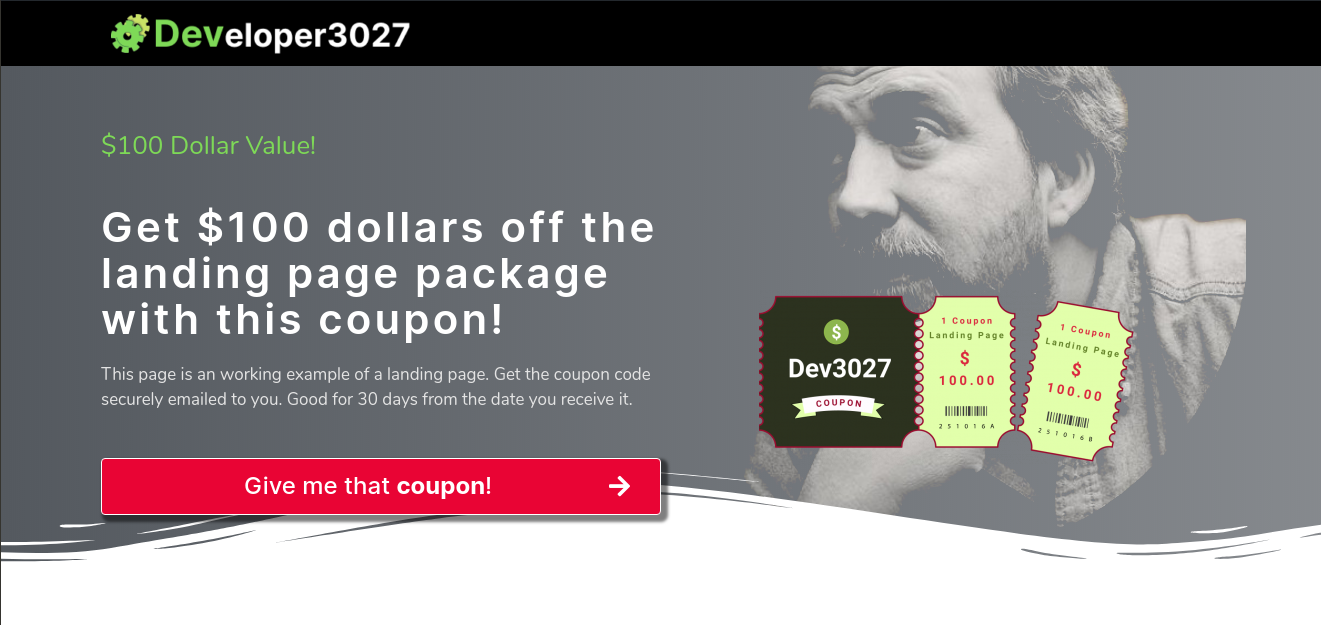 Developer3027
$100 Dollar Value!
Get $100 dollars off the
landing page package
with this coupon!
This page is an working example of a landing page. Get the coupon code
securely emailed to you. Good for 30 days from the date you receive it.
Give me that coupon!
$
Dev3027
COUPON
1 Coupon
Landing Page
$
100.00
251016A
1 Coupon
Landing Page
$
100.00
251016B